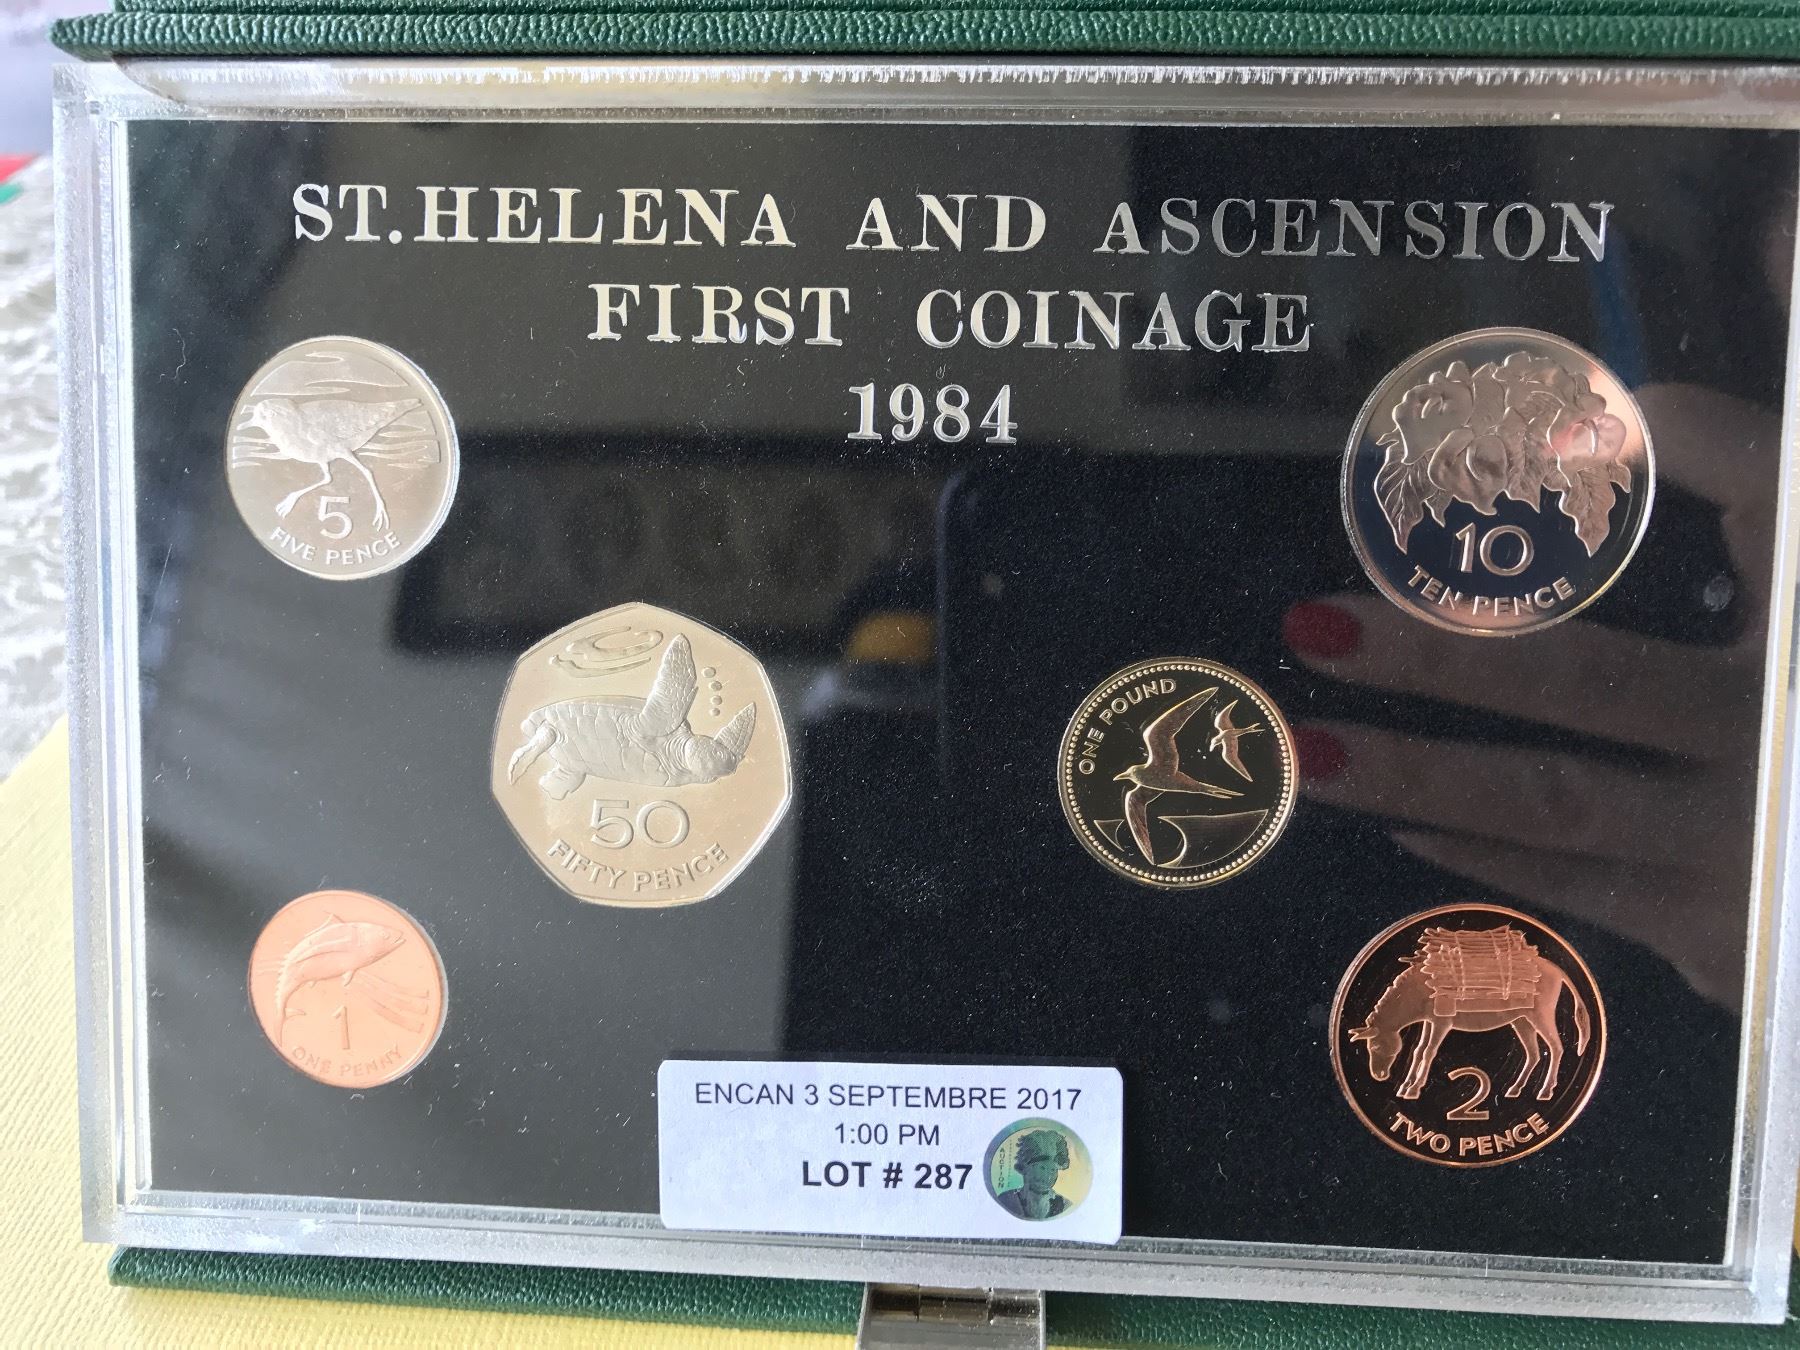 ST.HELENA AND ASCENSION
FIRST COINAGE
1984
5
FIVE PENCE
10
TEN PENCE
50
FIFTY PENCE
ONE POUND
1
ONE PENNY
2
TWO PENCE
ENCAN 3 SEPTEMBRE 2017
1:00 PM
LOT # 287
AUCTION